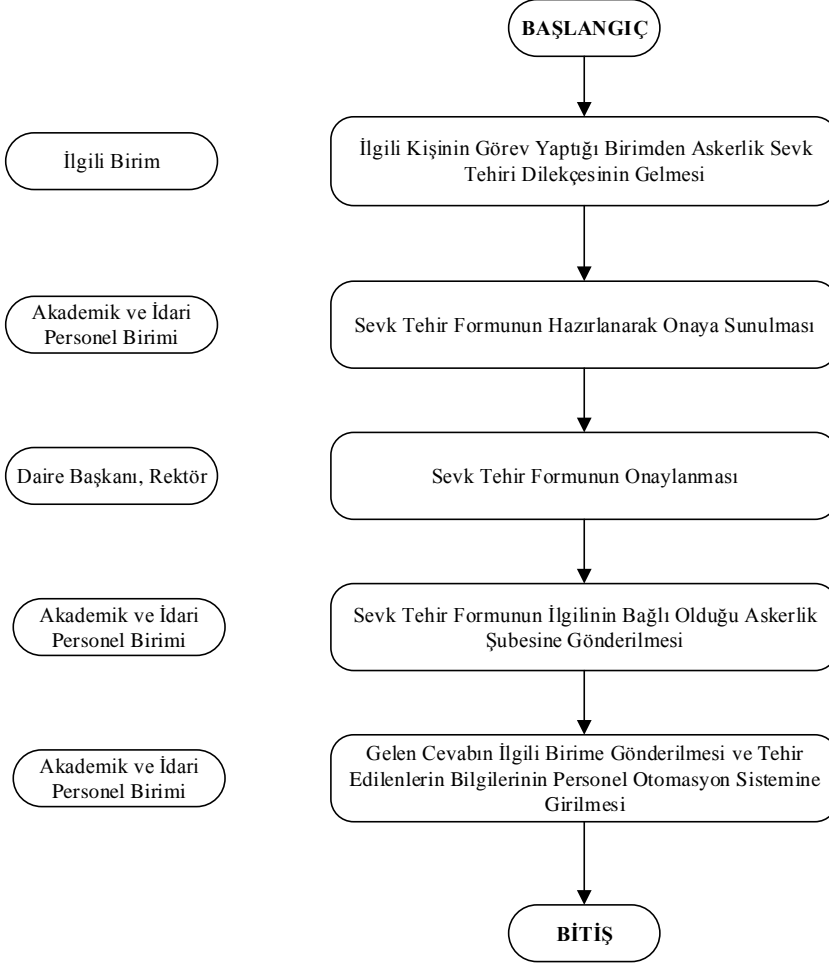 BAŞLANGIÇ
İlgili Birim
İlgili Kişinin Görev Yaptığı Birimden Askerlik Sevk
Tehiri Dilekçesinin Gelmesi
Akademik ve İdari
Personel Birimi
Sevk Tehir Formunun Hazırlanarak Onaya Sunulması
Daire Başkanı, Rektör
Sevk Tehir Formunun Onaylanması
Akademik ve İdari
Personel Birimi
Sevk Tehir Formunun İlgilinin Bağlı Olduğu Askerlik
Şubesine Gönderilmesi
Akademik ve İdari
Personel Birimi
Gelen Cevabın İlgili Birime Gönderilmesi ve Tehir
Edilenlerin Bilgilerinin Personel Otomasyon Sistemine
Girilmesi
BİTİŞ